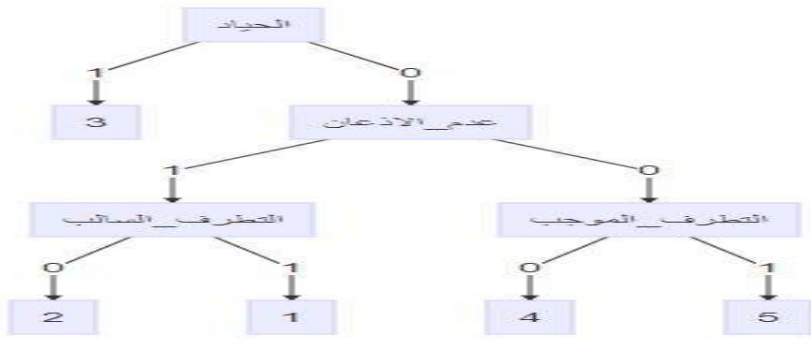 الحياد
1 0
3 عدم_الاذعان
1 0
التطرف_السالب التطرف_الموجب
0 1 0 1
2 1 4 5